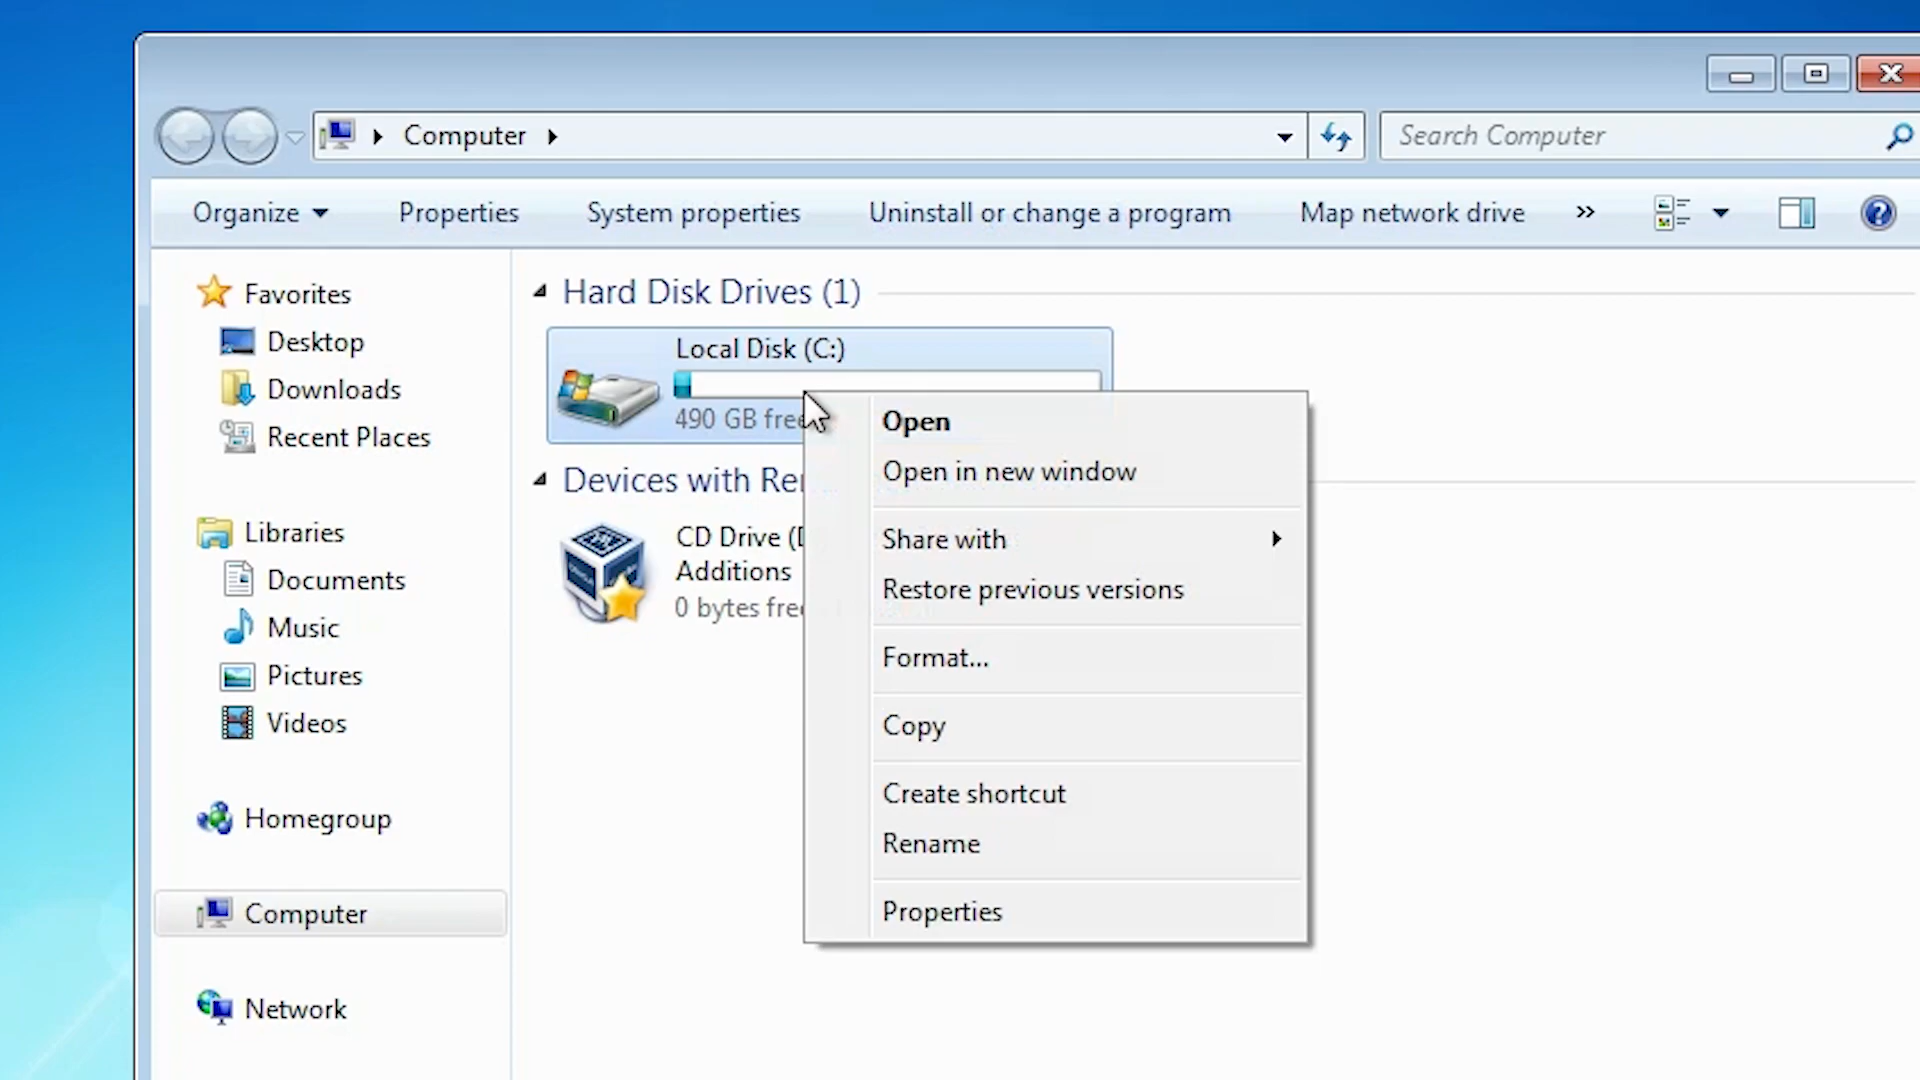 Computer
Search Computer
Organize
Properties
System properties
Uninstall or change a program
Map network drive
»
Favorites
Desktop
Downloads
Recent Places
Libraries
Documents
Music
Pictures
Videos
Homegroup
Computer
Network
Hard Disk Drives (1)
Local Disk (C:)
490 GB free
Devices with Re
CD Drive (D
Additions
0 bytes fre
Open
Open in new window
Share with
Restore previous versions
Format...
Copy
Create shortcut
Rename
Properties